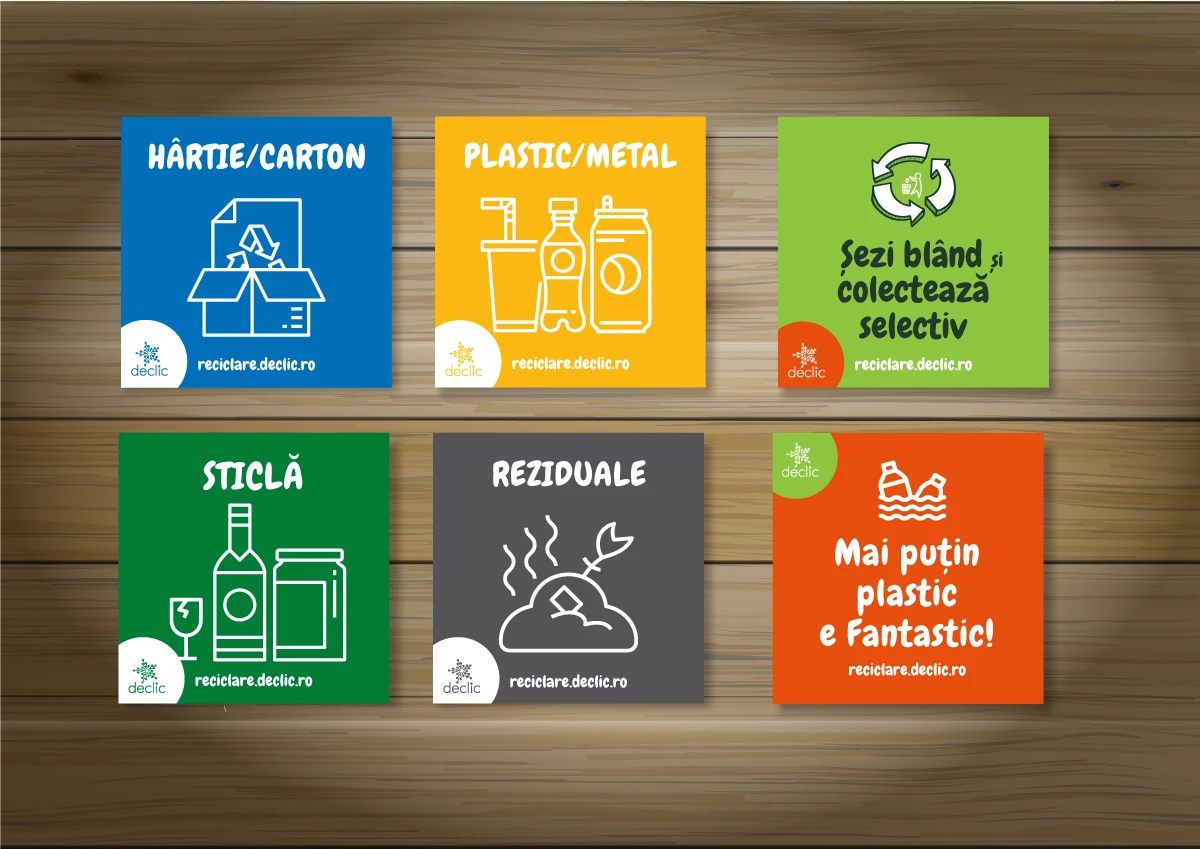 HÂRTIE/CARTON
declic
reciclare.declic.ro
PLASTIC/METAL
declic
reciclare.declic.ro
Șezi blând și
colectează
selectiv
declic
reciclare.declic.ro
STICLĂ
declic
reciclare.declic.ro
REZIDUALE
declic
reciclare.declic.ro
declic
Mai puțin
plastic
e Fantastic!
reciclare.declic.ro